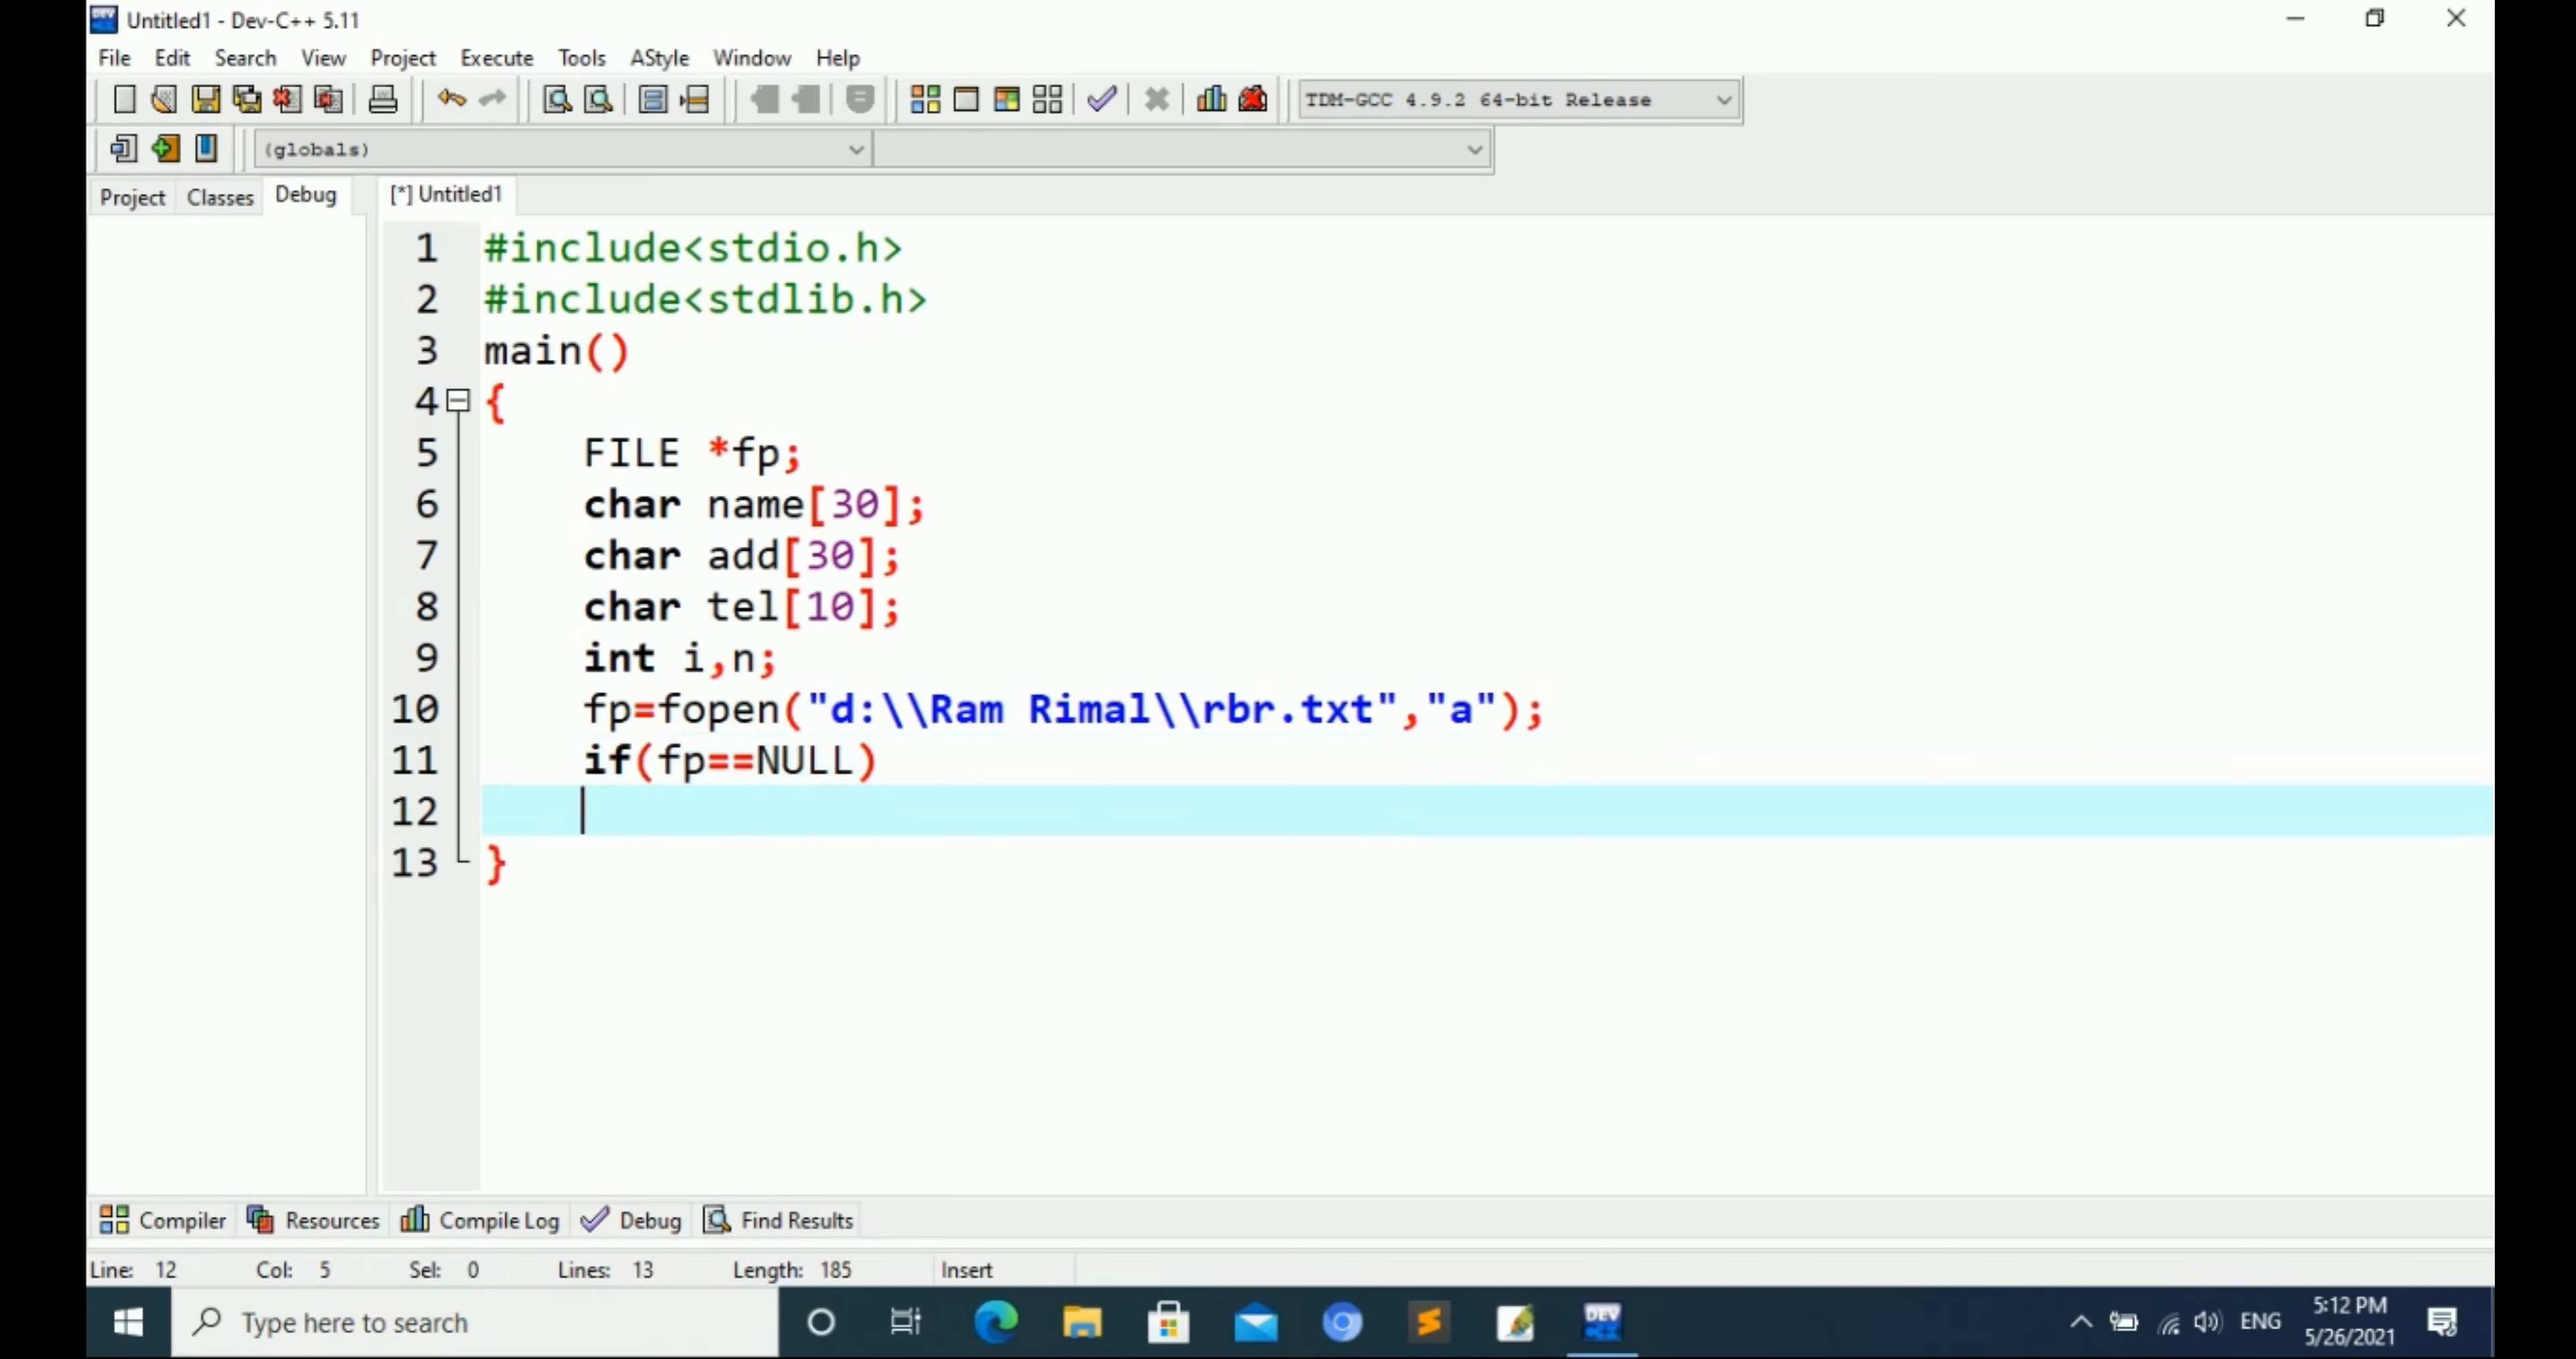 Untitled1 - Dev-C++ 5.11
File Edit Search View Project Execute Tools AStyle Window Help
TDM-GCC 4.9.2 64-bit Release
(globals)
Project Classes Debug [*] Untitled1
1 #include<stdio.h>
2 #include<stdlib.h>
3 main()
4 {
5 FILE *fp;
6 char name[30];
7 char add[30];
8 char tel[10];
9 int i,n;
10 fp=fopen("d:\\Ram Rimal\\rbr.txt","a");
11 if(fp==NULL)
12
13 }
Compiler Resources Compile Log Debug Find Results
Line: 12 Col: 5 Sel: 0 Lines: 13 Length: 185 Insert
Type here to search
DEV
ENG
5:12 PM
5/26/2021